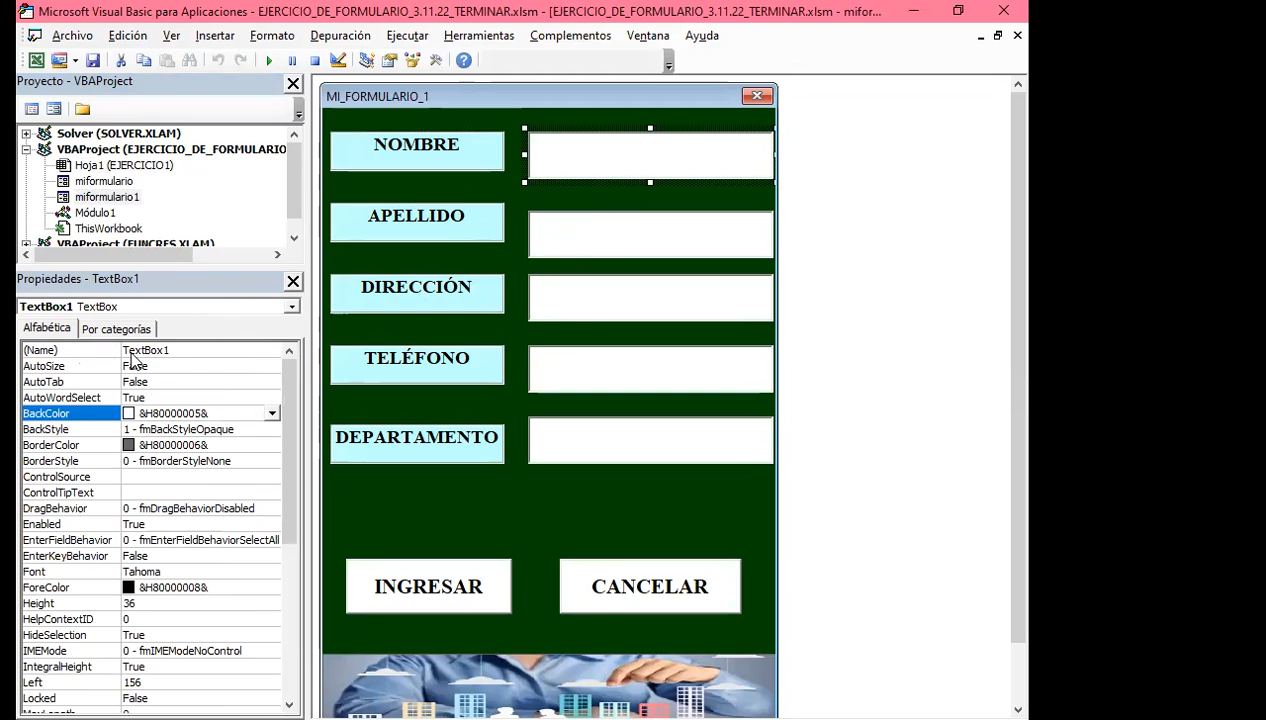 Microsoft Visual Basic para Aplicaciones - EJERCICIO_DE_FORMULARIO_3.11.22_TERMINAR.xlsm - [EJERCICIO_DE_FORMULARIO_3.11.22_TERMINAR.xlsm - mifor...
Archivo Edición Ver Insertar Formato Depuración Ejecutar Herramientas Complementos Ventana Ayuda
Proyecto - VBAProject
Solver (SOLVER.XLAM)
VBAProject (EJERCICIO_DE_FORMULARIO
Hoja1 (EJERCICIO1)
miformulario
miformulario1
Módulo1
ThisWorkbook
VBAProject (FUNCRES.XLAM)
Propiedades - TextBox1
TextBox1 TextBox
Alfabética Por categorías
(Name) TextBox1
AutoSize False
AutoTab False
AutoWordSelect True
BackColor &H80000005&
BackStyle 1 - fmBackStyleOpaque
BorderColor &H80000006&
BorderStyle 0 - fmBorderStyleNone
ControlSource
ControlTipText
DragBehavior 0 - fmDragBehaviorDisabled
Enabled True
EnterFieldBehavior 0 - fmEnterFieldBehaviorSelectAll
EnterKeyBehavior False
Font Tahoma
ForeColor &H80000008&
Height 36
HelpContextID 0
HideSelection True
IMEMode 0 - fmIMEModeNoControl
IntegralHeight True
Left 156
Locked False
MaxLength 0
MI_FORMULARIO_1
NOMBRE
APELLIDO
DIRECCIÓN
TELÉFONO
DEPARTAMENTO
INGRESAR CANCELAR